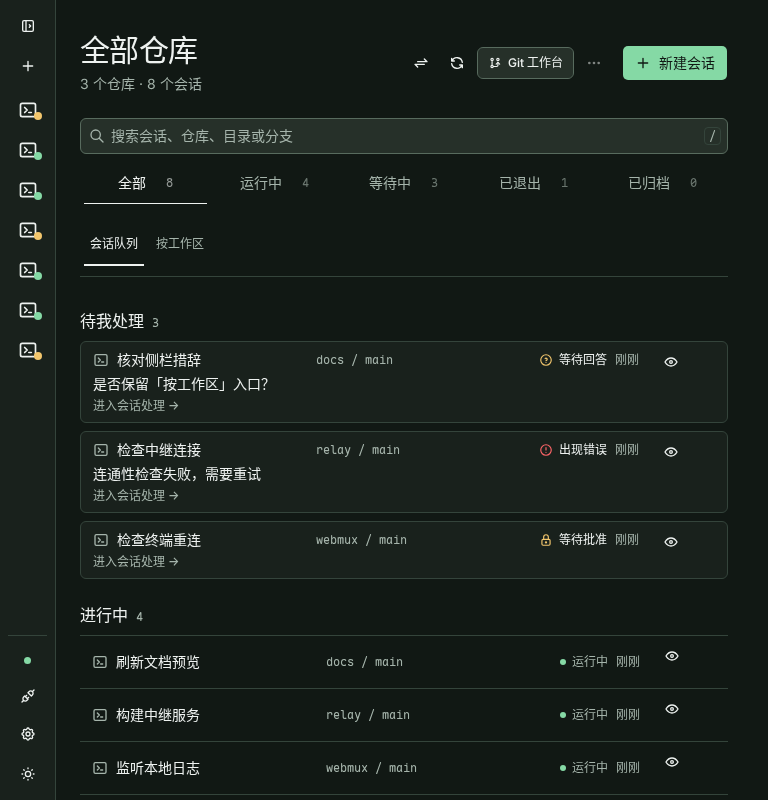 全部仓库
3 个仓库 · 8 个会话
Git 工作台
新建会话
搜索会话、仓库、目录或分支 /
全部 8 运行中 4 等待中 3 已退出 1 已归档 0
会话队列 按工作区
待我处理 3
核对侧栏措辞 docs / main 等待回答 刚刚
是否保留「按工作区」入口?
进入会话处理 →
检查中继连接 relay / main 出现错误 刚刚
连通性检查失败，需要重试
进入会话处理 →
检查终端重连 webmux / main 等待批准 刚刚
进入会话处理 →
进行中 4
刷新文档预览 docs / main 运行中 刚刚
构建中继服务 relay / main 运行中 刚刚
监听本地日志 webmux / main 运行中 刚刚